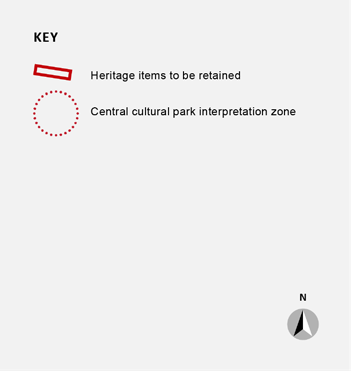 KEY
Heritage items to be retained
Central cultural park interpretation zone
N